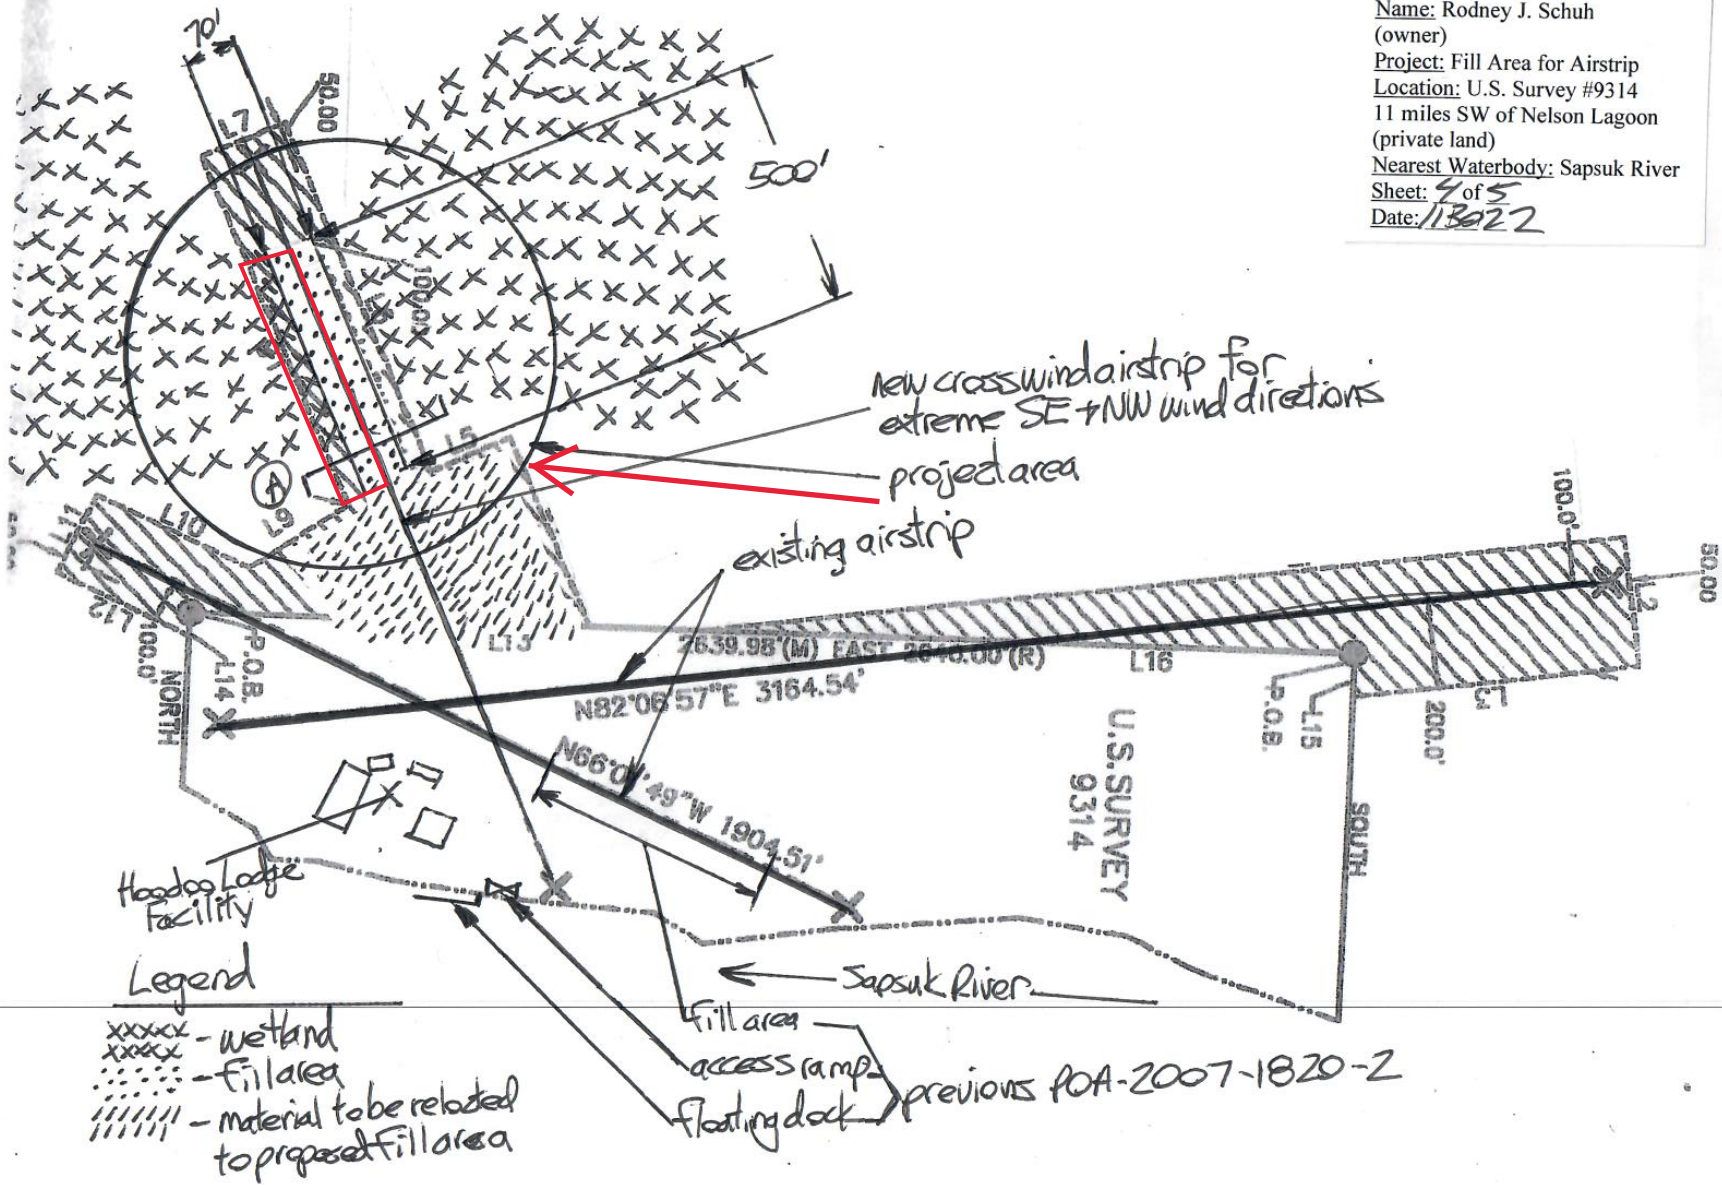 Name: Rodney J. Schuh
(owner)
Project: Fill Area for Airstrip
Location: U.S. Survey #9314
11 miles SW of Nelson Lagoon
(private land)
Nearest Waterbody: Sapsuk River
Sheet: 4 of 5
Date:
70'
50.00
L7
500'
new crosswind airstrip for
extreme SE + NW wind directions
project area
existing airstrip
L5
A
L9
L10
100.0'
50.00
L2
L13
2639.98'(M) EAST 2640.00 (R)
L16
N82°06'57"E 3164.54'
100.0'
P.O.B.
L14
NORTH
P.O.B.
L15
L3
200.0'
N66°0 '49"W 1904.51'
U.S.SURVEY
9314
SOUTH
Hoodoo Lodge
Facility
Sapsuk River
Legend
xxxxx
xxxxx - wetland
- fill area
- material to be relocated
to proposed fill area
fill area
access ramp
floating dock
previous POA-2007-1820-2